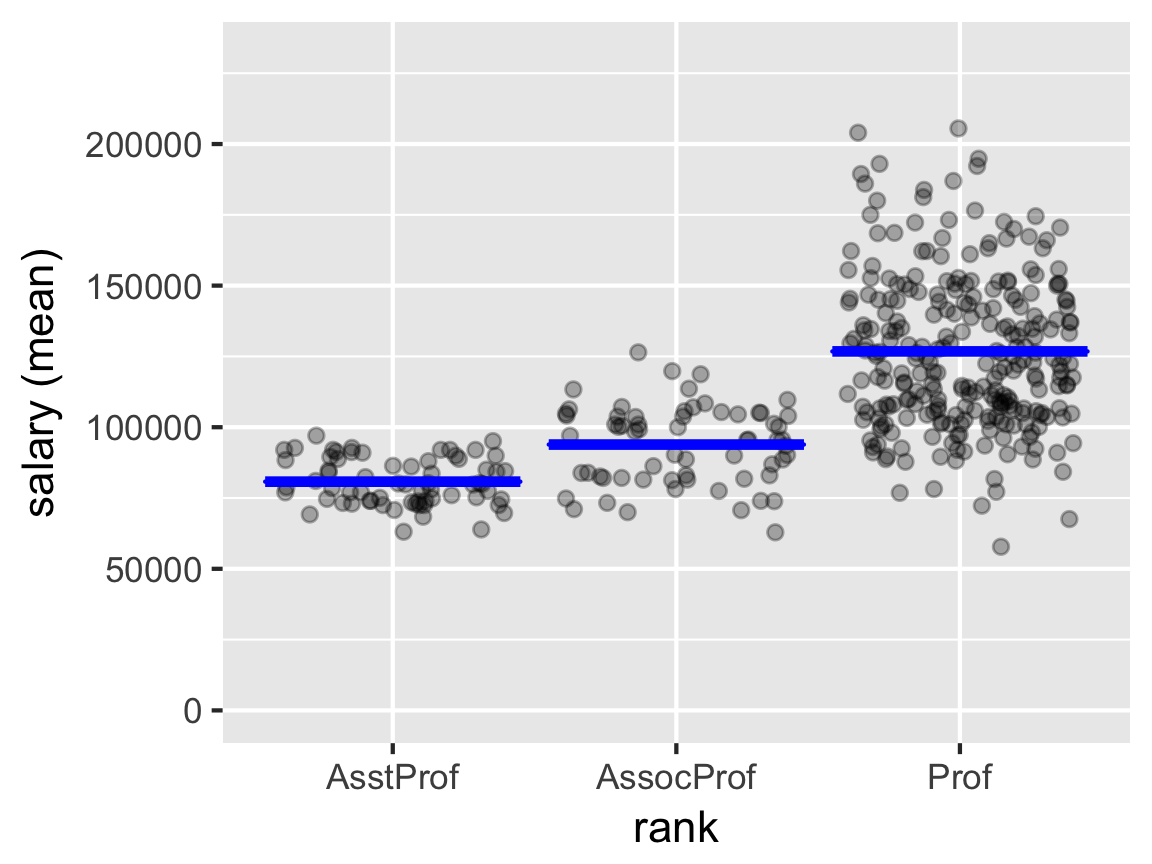 salary (mean)
200000
150000
100000
50000
0
AsstProf
AssocProf
Prof
rank